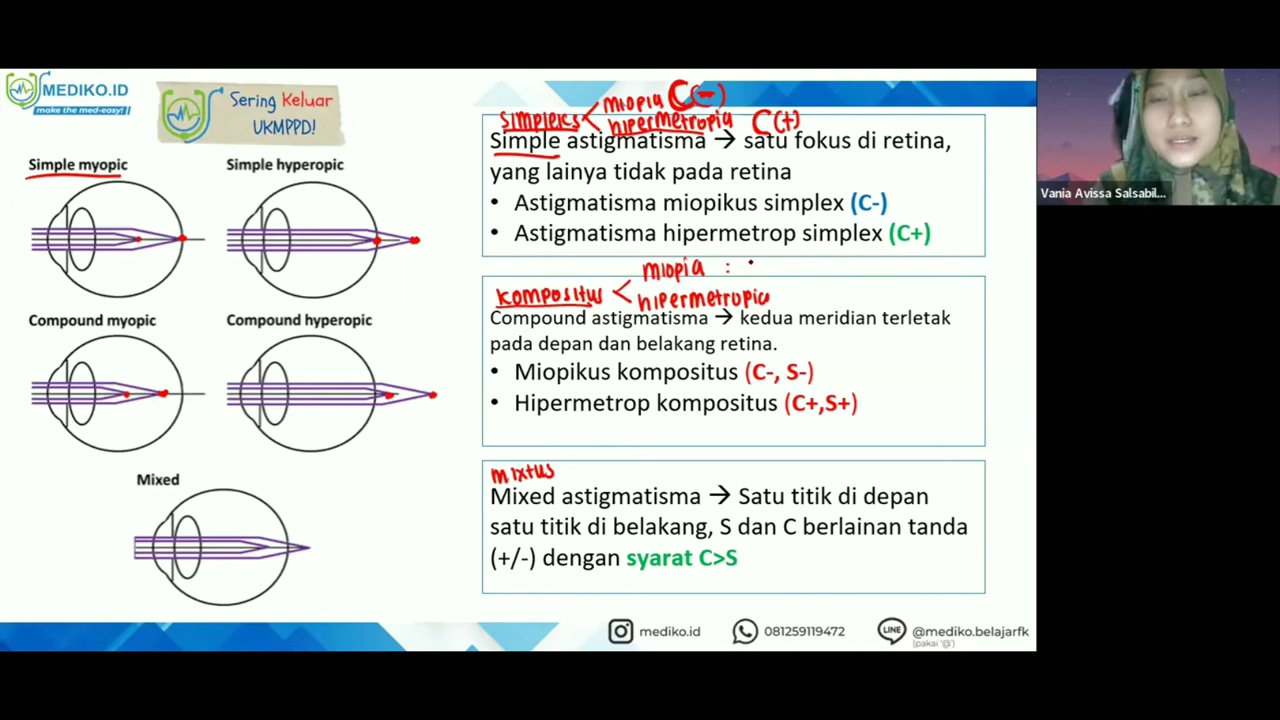 MEDIKO.ID
make the med-easy!
Sering Keluar
UKMPPD!
Simple myopic
Simple hyperopic
Compound myopic
Compound hyperopic
Mixed
simpleks < miopia C(-)
hipermetropia C(+)
Simple astigmatisma → satu fokus di retina,
yang lainya tidak pada retina
• Astigmatisma miopikus simplex (C-)
• Astigmatisma hipermetrop simplex (C+)
kompositus < miopia :
hipermetropia
Compound astigmatisma → kedua meridian terletak
pada depan dan belakang retina.
• Miopikus kompositus (C-, S-)
• Hipermetrop kompositus (C+,S+)
mixtus
Mixed astigmatisma → Satu titik di depan
satu titik di belakang, S dan C berlainan tanda
(+/-) dengan syarat C>S
mediko.id
081259119472
LINE
@mediko.belajarfk
(pakai '@')
Vania Avissa Salsabil...